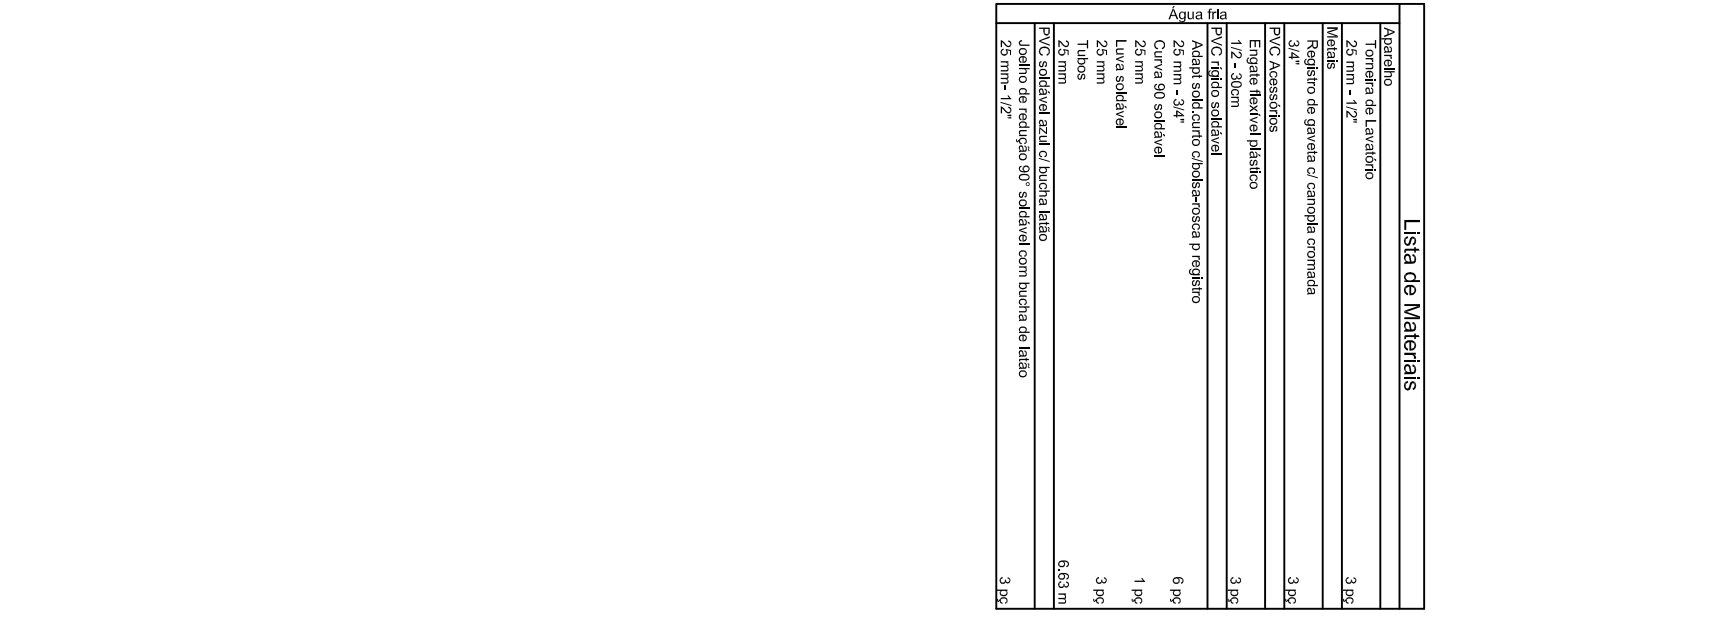 Lista de Materiais
Água fria
Aparelho
Torneira de Lavatório
25 mm - 1/2" 3 pç
Metais
Registro de gaveta c/ canopla cromada
3/4" 3 pç
PVC Acessórios
Engate flexível plástico
1/2 - 30cm 3 pç
PVC rígido soldável
Adapt sold.curto c/bolsa-rosca p registro
25 mm - 3/4" 6 pç
Curva 90 soldável
25 mm 1 pç
Luva soldável
25 mm 3 pç
Tubos
25 mm 6.63 m
PVC soldável azul c/ bucha latão
Joelho de redução 90° soldável com bucha de latão
25 mm- 1/2" 3 pç